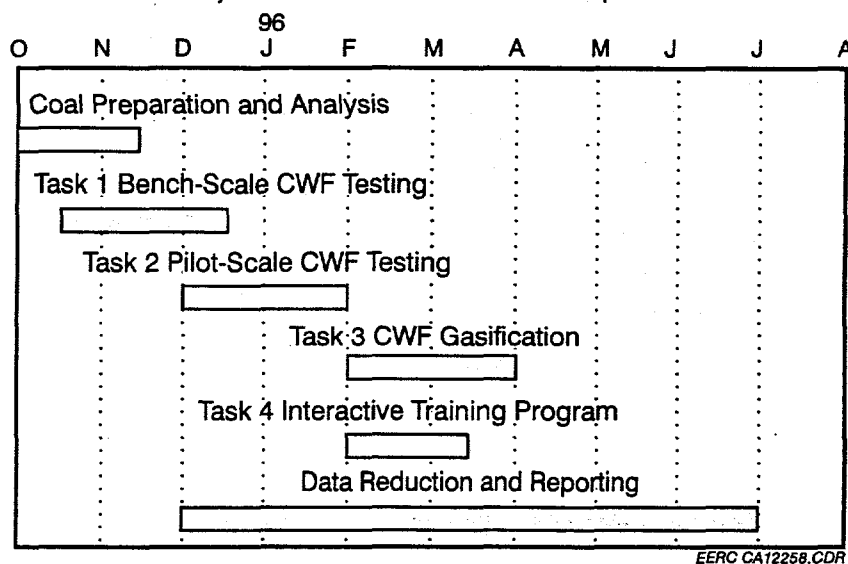 96
O N D J F M A M J J A
Coal Preparation and Analysis
Task 1 Bench-Scale CWF Testing
Task 2 Pilot-Scale CWF Testing
Task 3 CWF Gasification
Task 4 Interactive Training Program
Data Reduction and Reporting
EERC CA12258.CDR